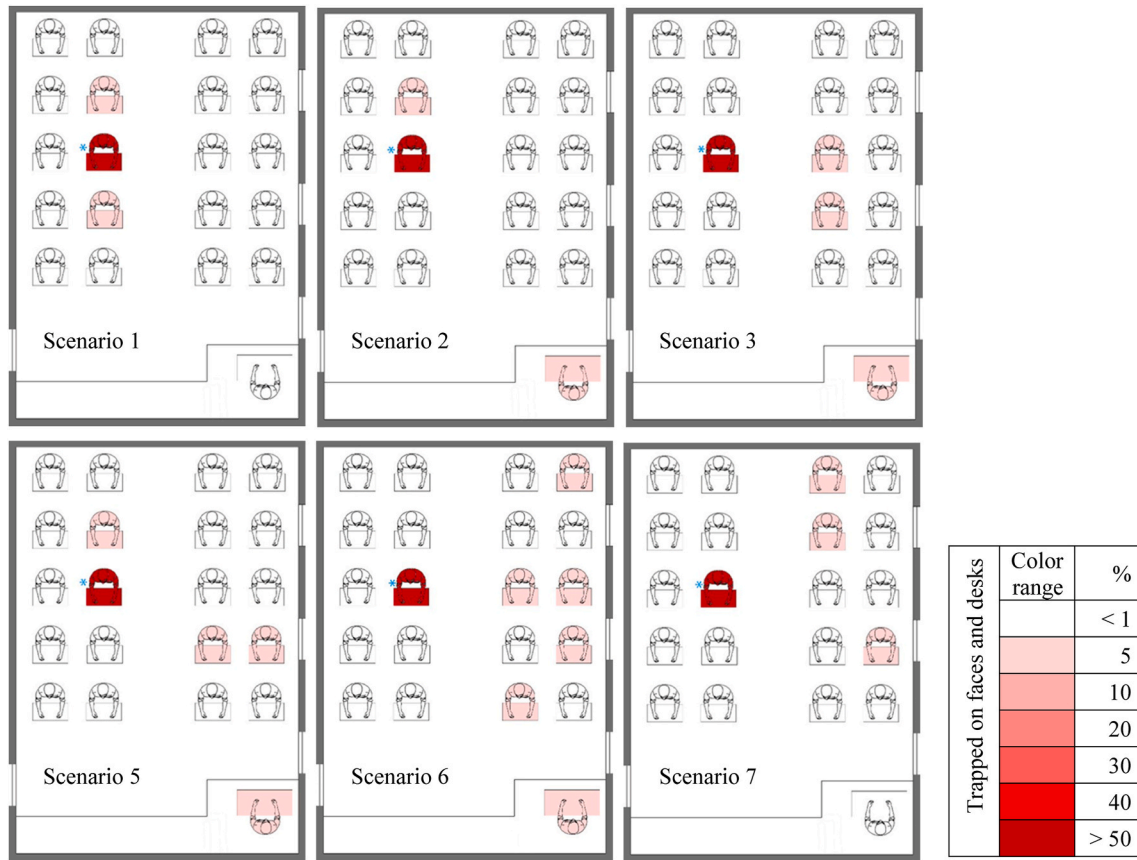 *
*
*
Scenario 1
Scenario 2
Scenario 3
*
*
*
Scenario 5
Scenario 6
Scenario 7
Trapped on faces and desks
Color range
%
< 1
5
10
20
30
40
> 50